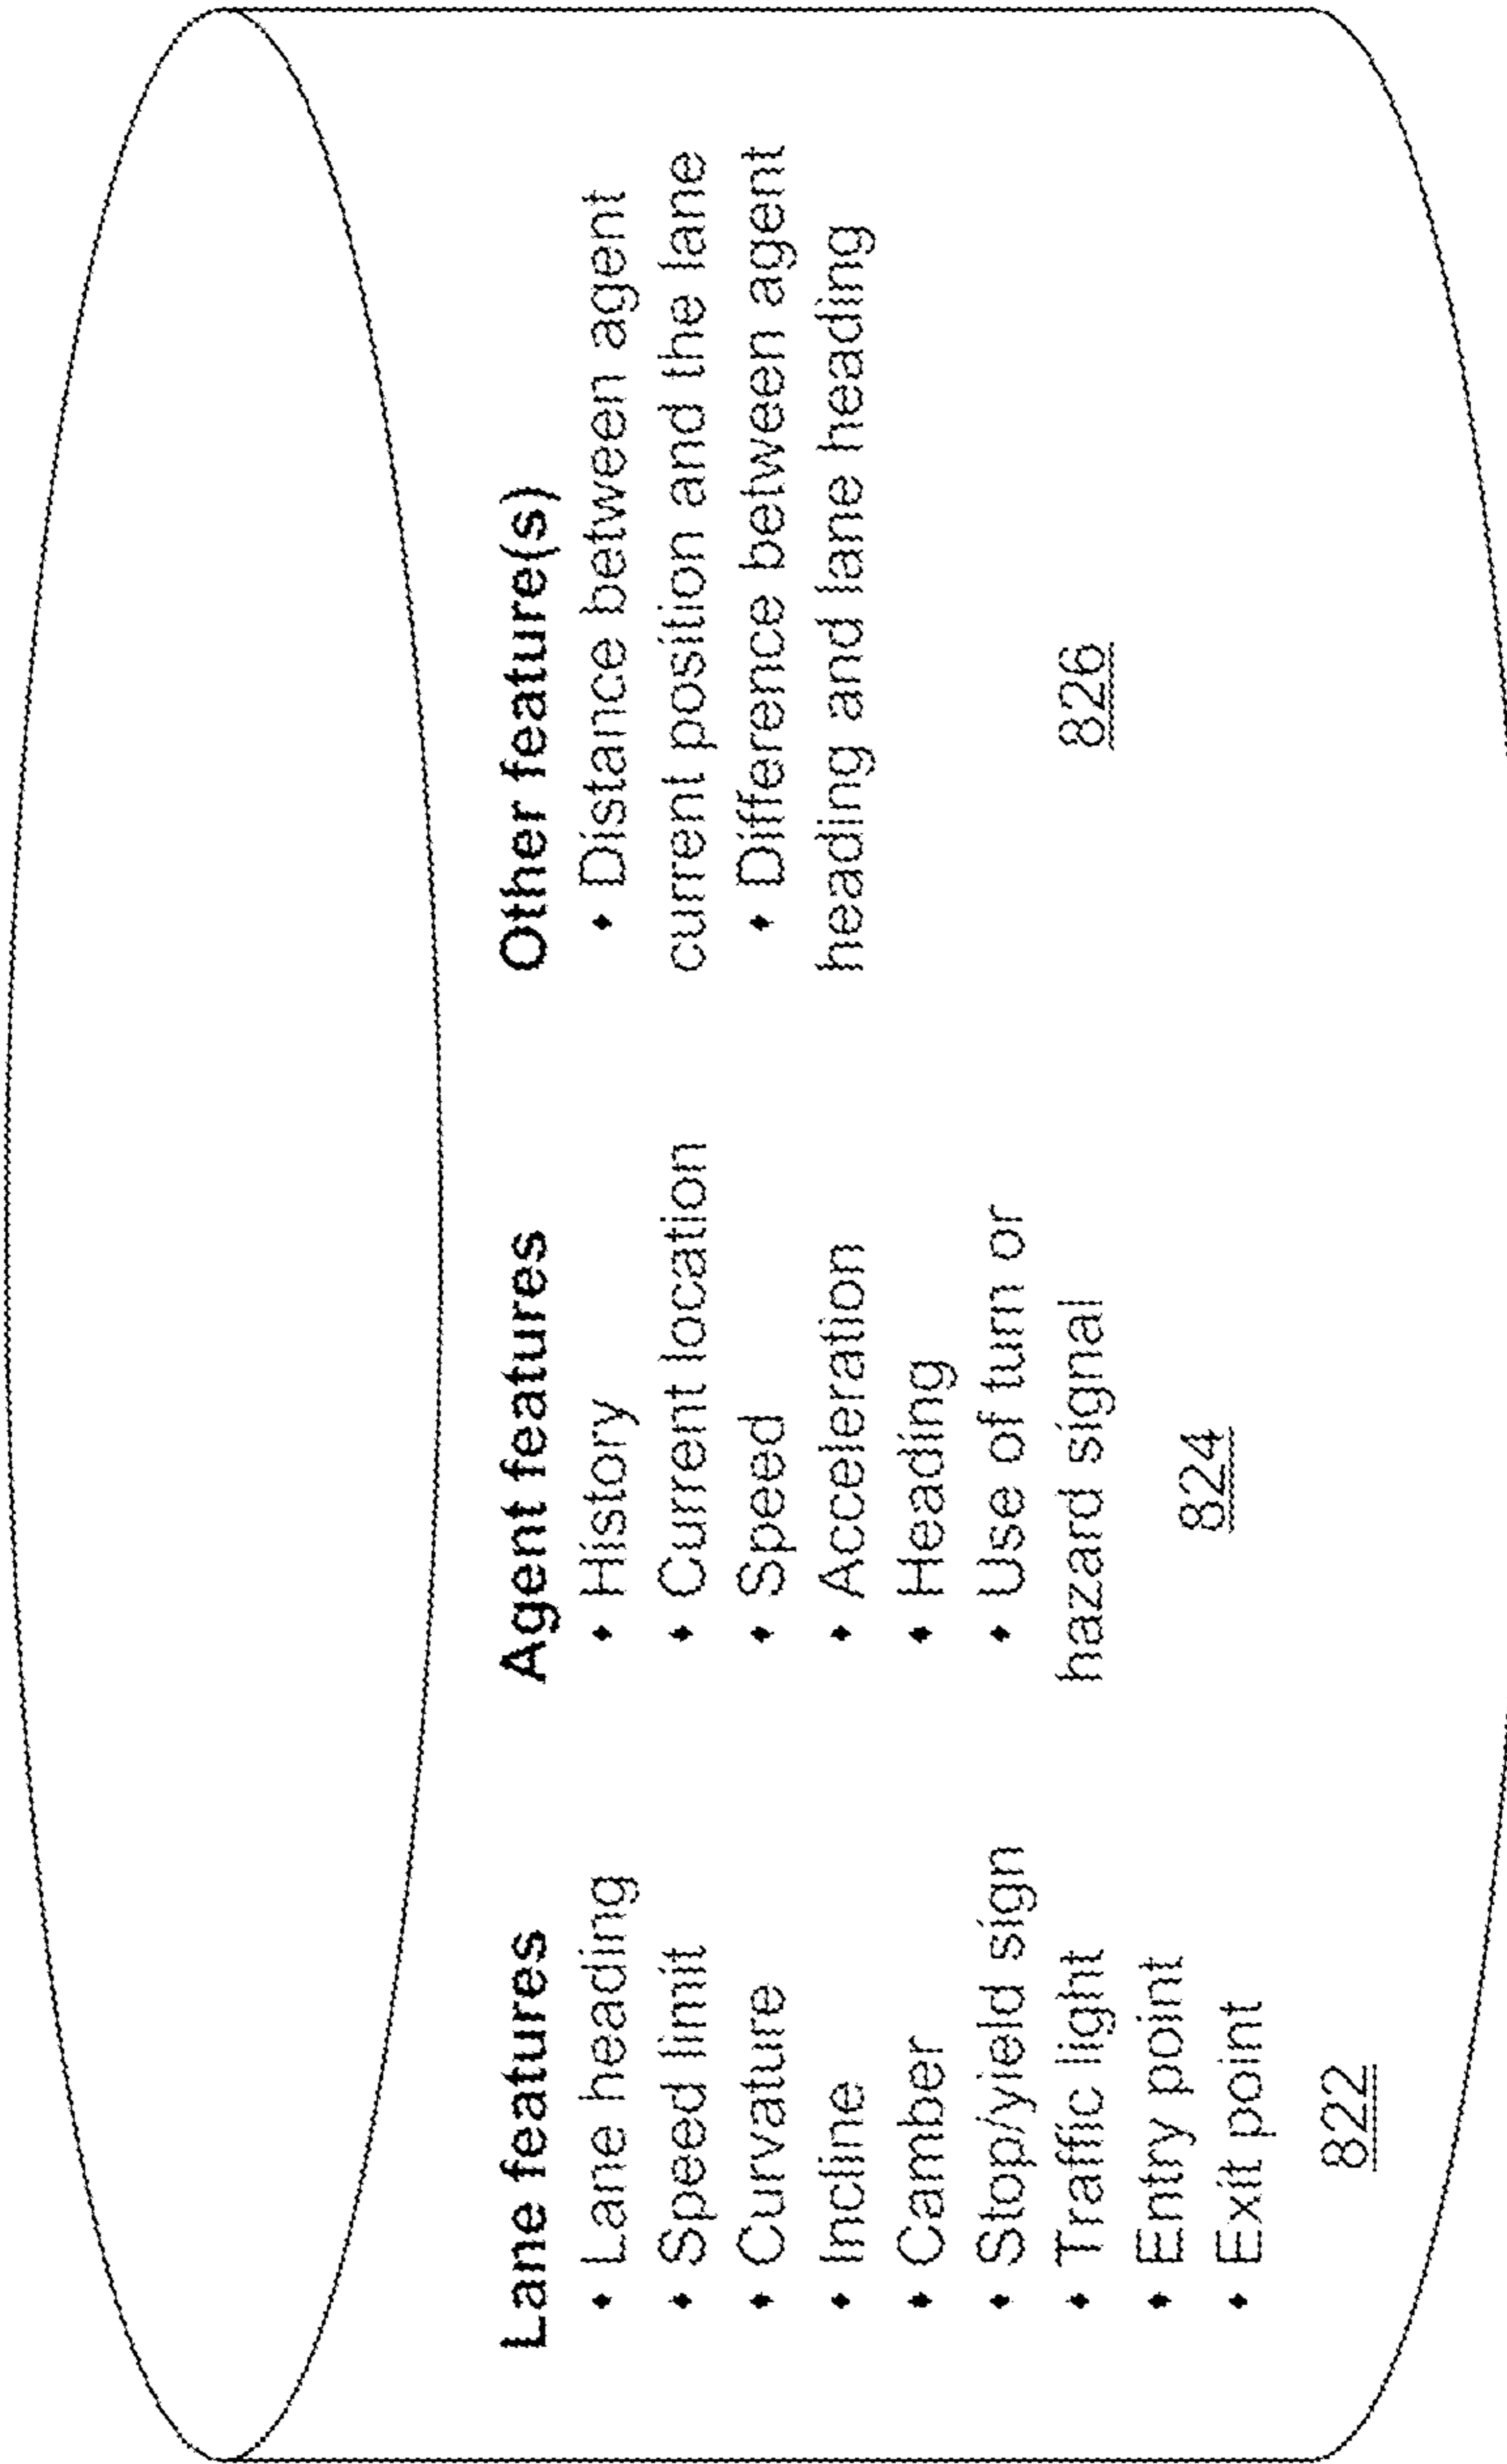 Lane features
• Lane heading
• Speed limit
• Curvature
• Incline
• Camber
• Stop/yield sign
• Traffic light
• Entry point
• Exit point
822
Agent features
• History
• Current location
• Speed
• Acceleration
• Heading
• Use of turn or
hazard signal
824
Other feature(s)
• Distance between agent
current position and the lane
• Difference between agent
heading and lane heading
826